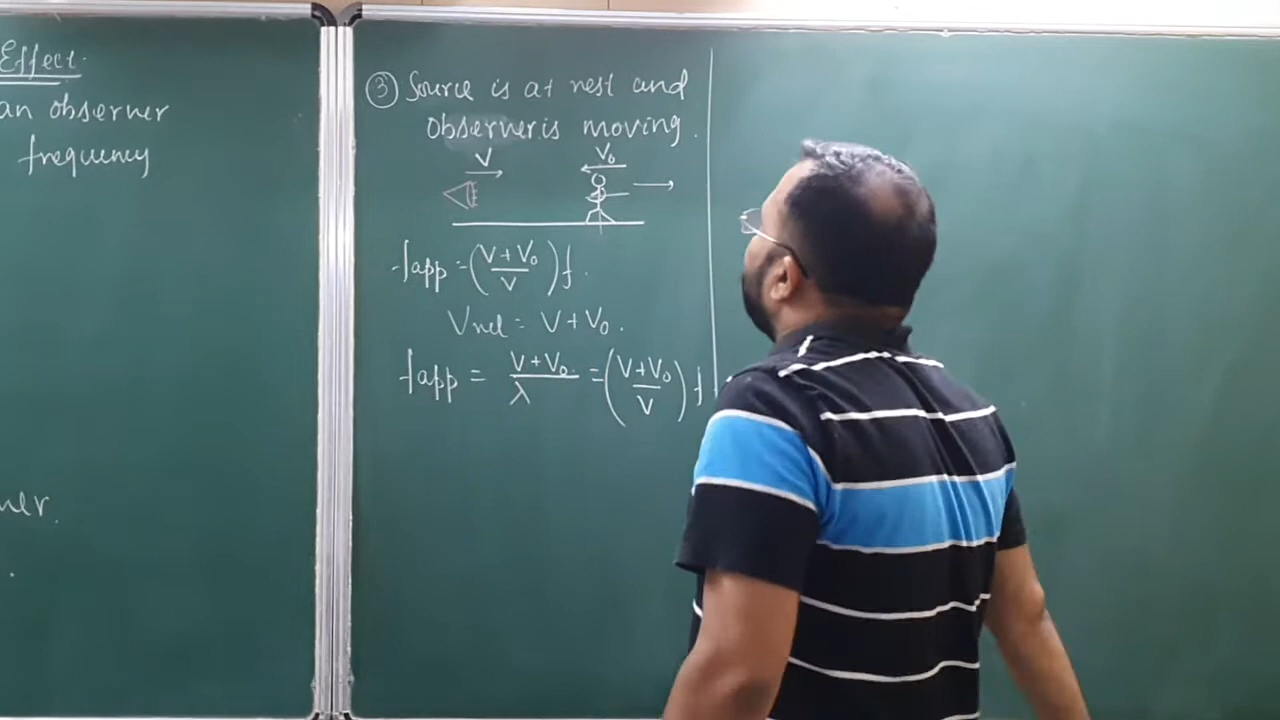 Effect.
an observer
frequency
ner.
③ Source is at rest and
observer is moving.
V V₀
fapp = (V+V₀/V) f.
Vrel = V+V₀.
fapp = V+V₀/λ = (V+V₀/V) f